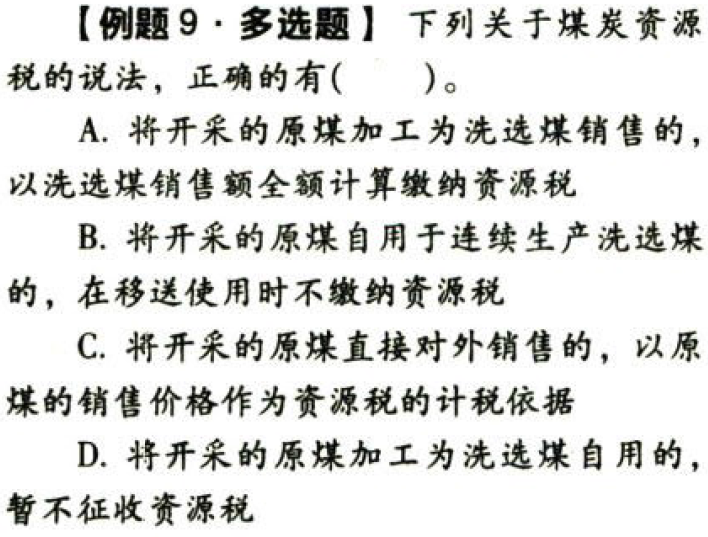 【例题9·多选题】 下列关于煤炭资源
税的说法，正确的有(　　)。
A. 将开采的原煤加工为洗选煤销售的，
以洗选煤销售额全额计算缴纳资源税
B. 将开采的原煤自用于连续生产洗选煤
的，在移送使用时不缴纳资源税
C. 将开采的原煤直接对外销售的，以原
煤的销售价格作为资源税的计税依据
D. 将开采的原煤加工为洗选煤自用的，
暂不征收资源税